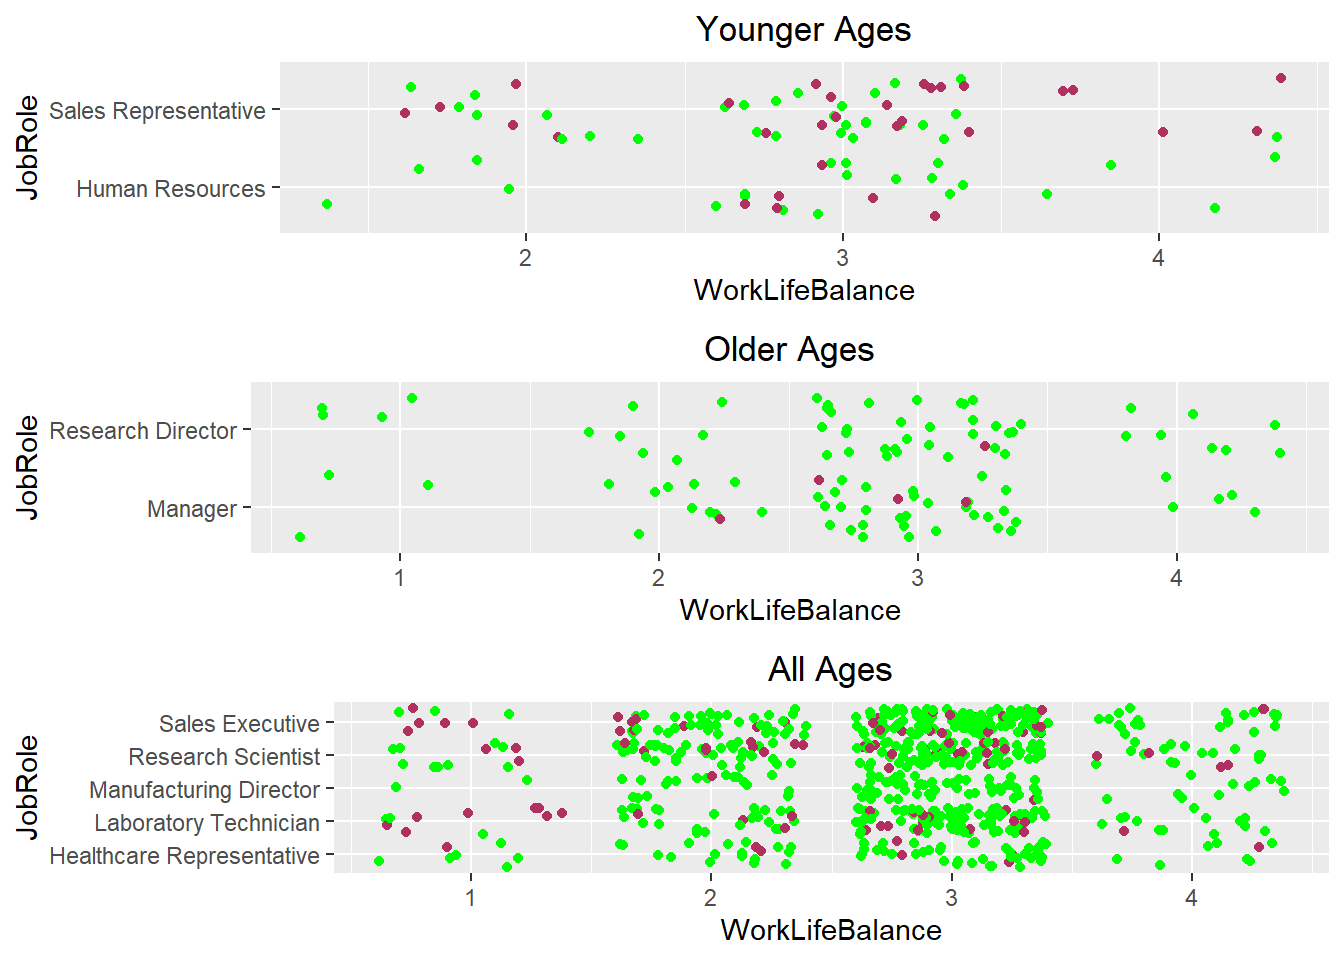 Younger Ages
JobRole
Sales Representative
Human Resources
2 3 4
WorkLifeBalance
Older Ages
JobRole
Research Director
Manager
1 2 3 4
WorkLifeBalance
All Ages
JobRole
Sales Executive
Research Scientist
Manufacturing Director
Laboratory Technician
Healthcare Representative
1 2 3 4
WorkLifeBalance